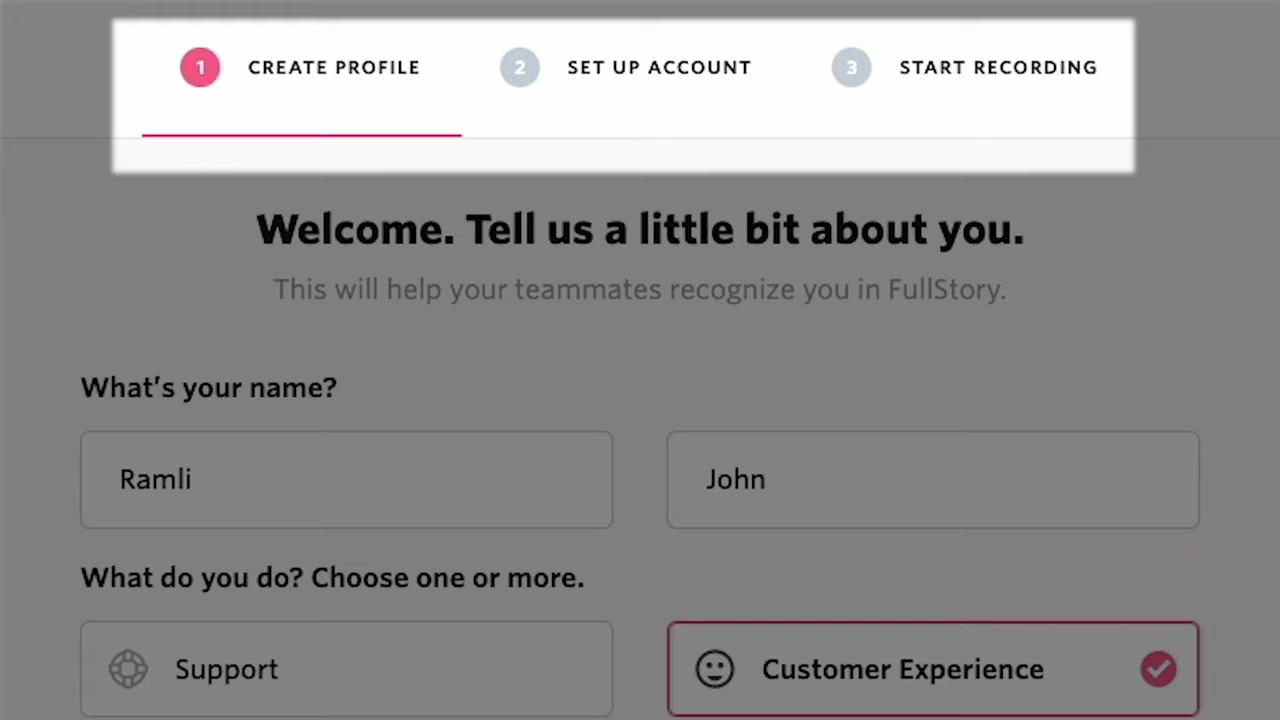 1 CREATE PROFILE 2 SET UP ACCOUNT 3 START RECORDING
Welcome. Tell us a little bit about you.
This will help your teammates recognize you in FullStory.
What's your name?
Ramli John
What do you do? Choose one or more.
Support Customer Experience